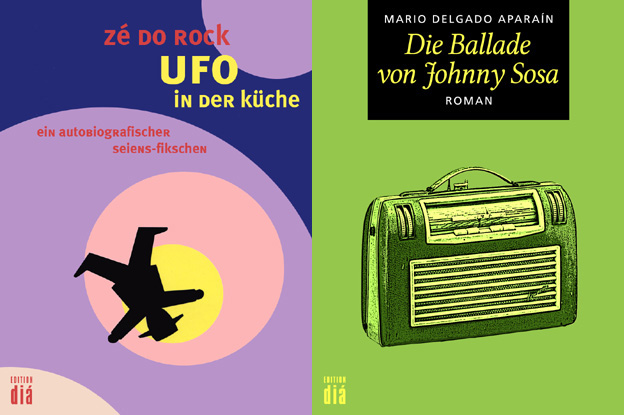 zé do rock
UFO
in der küche
ein autobiografischer
seiens-fikschen
EDITION
diá
MARIO DELGADO APARAÍN
Die Ballade
von Johnny Sosa
ROMAN
EDITION
diá